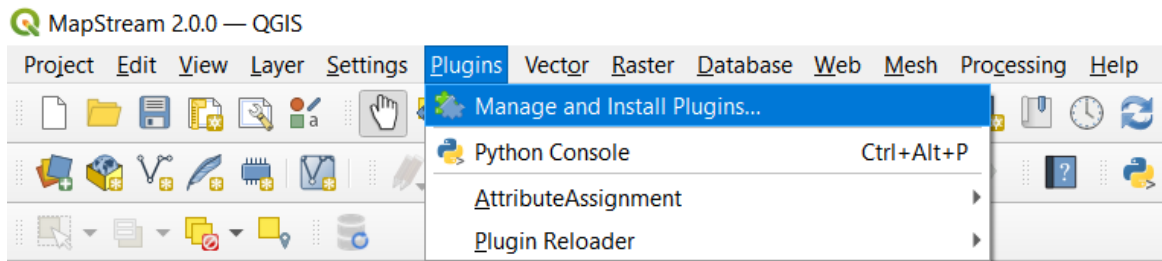 MapStream 2.0.0 — QGIS
Project Edit View Layer Settings Plugins Vector Raster Database Web Mesh Processing Help
Manage and Install Plugins...
a
Python Console Ctrl+Alt+P
?
AttributeAssignment
Plugin Reloader